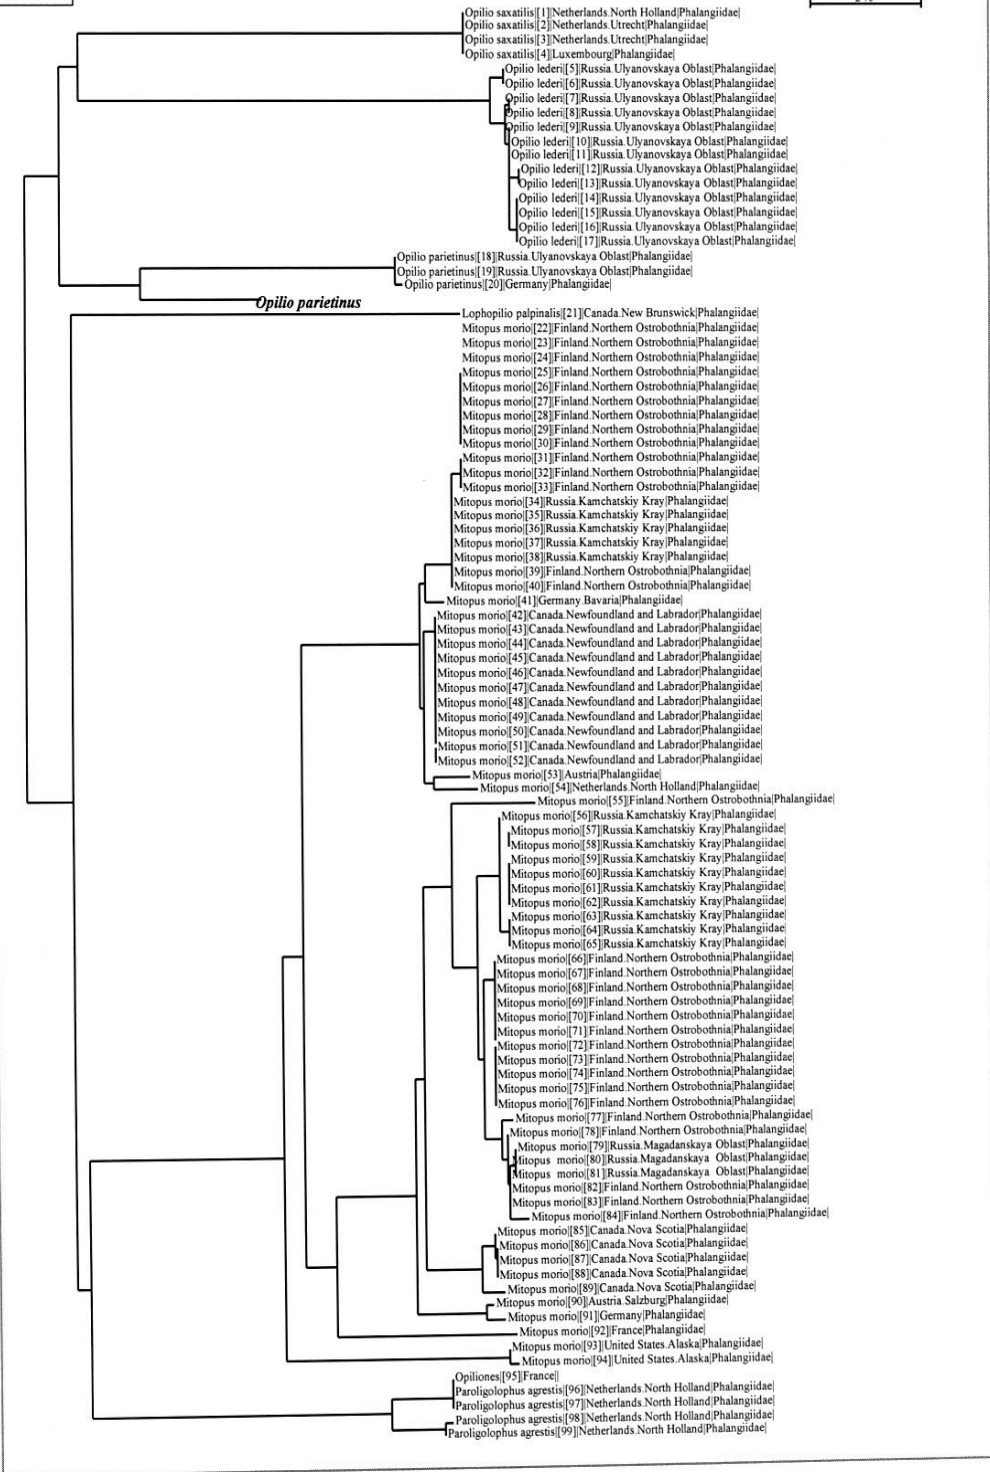 Opilio saxatilis|[1]|Netherlands.North Holland|Phalangiidae|
Opilio saxatilis|[2]|Netherlands.Utrecht|Phalangiidae|
Opilio saxatilis|[3]|Netherlands.Utrecht|Phalangiidae|
Opilio saxatilis|[4]|Luxembourg|Phalangiidae|
Opilio lederi|[5]|Russia.Ulyanovskaya Oblast|Phalangiidae|
Opilio lederi|[6]|Russia.Ulyanovskaya Oblast|Phalangiidae|
Opilio lederi|[7]|Russia.Ulyanovskaya Oblast|Phalangiidae|
Opilio lederi|[8]|Russia.Ulyanovskaya Oblast|Phalangiidae|
Opilio lederi|[9]|Russia.Ulyanovskaya Oblast|Phalangiidae|
Opilio lederi|[10]|Russia.Ulyanovskaya Oblast|Phalangiidae|
Opilio lederi|[11]|Russia.Ulyanovskaya Oblast|Phalangiidae|
Opilio lederi|[12]|Russia.Ulyanovskaya Oblast|Phalangiidae|
Opilio lederi|[13]|Russia.Ulyanovskaya Oblast|Phalangiidae|
Opilio lederi|[14]|Russia.Ulyanovskaya Oblast|Phalangiidae|
Opilio lederi|[15]|Russia.Ulyanovskaya Oblast|Phalangiidae|
Opilio lederi|[16]|Russia.Ulyanovskaya Oblast|Phalangiidae|
Opilio lederi|[17]|Russia.Ulyanovskaya Oblast|Phalangiidae|
Opilio parietinus|[18]|Russia.Ulyanovskaya Oblast|Phalangiidae|
Opilio parietinus|[19]|Russia.Ulyanovskaya Oblast|Phalangiidae|
Opilio parietinus|[20]|Germany|Phalangiidae|
Opilio parietinus
Lophopilio palpinalis|[21]|Canada.New Brunswick|Phalangiidae|
Mitopus morio|[22]|Finland.Northern Ostrobothnia|Phalangiidae|
Mitopus morio|[23]|Finland.Northern Ostrobothnia|Phalangiidae|
Mitopus morio|[24]|Finland.Northern Ostrobothnia|Phalangiidae|
Mitopus morio|[25]|Finland.Northern Ostrobothnia|Phalangiidae|
Mitopus morio|[26]|Finland.Northern Ostrobothnia|Phalangiidae|
Mitopus morio|[27]|Finland.Northern Ostrobothnia|Phalangiidae|
Mitopus morio|[28]|Finland.Northern Ostrobothnia|Phalangiidae|
Mitopus morio|[29]|Finland.Northern Ostrobothnia|Phalangiidae|
Mitopus morio|[30]|Finland.Northern Ostrobothnia|Phalangiidae|
Mitopus morio|[31]|Finland.Northern Ostrobothnia|Phalangiidae|
Mitopus morio|[32]|Finland.Northern Ostrobothnia|Phalangiidae|
Mitopus morio|[33]|Finland.Northern Ostrobothnia|Phalangiidae|
Mitopus morio|[34]|Russia.Kamchatskiy Kray|Phalangiidae|
Mitopus morio|[35]|Russia.Kamchatskiy Kray|Phalangiidae|
Mitopus morio|[36]|Russia.Kamchatskiy Kray|Phalangiidae|
Mitopus morio|[37]|Russia.Kamchatskiy Kray|Phalangiidae|
Mitopus morio|[38]|Russia.Kamchatskiy Kray|Phalangiidae|
Mitopus morio|[39]|Finland.Northern Ostrobothnia|Phalangiidae|
Mitopus morio|[40]|Finland.Northern Ostrobothnia|Phalangiidae|
Mitopus morio|[41]|Germany.Bavaria|Phalangiidae|
Mitopus morio|[42]|Canada.Newfoundland and Labrador|Phalangiidae|
Mitopus morio|[43]|Canada.Newfoundland and Labrador|Phalangiidae|
Mitopus morio|[44]|Canada.Newfoundland and Labrador|Phalangiidae|
Mitopus morio|[45]|Canada.Newfoundland and Labrador|Phalangiidae|
Mitopus morio|[46]|Canada.Newfoundland and Labrador|Phalangiidae|
Mitopus morio|[47]|Canada.Newfoundland and Labrador|Phalangiidae|
Mitopus morio|[48]|Canada.Newfoundland and Labrador|Phalangiidae|
Mitopus morio|[49]|Canada.Newfoundland and Labrador|Phalangiidae|
Mitopus morio|[50]|Canada.Newfoundland and Labrador|Phalangiidae|
Mitopus morio|[51]|Canada.Newfoundland and Labrador|Phalangiidae|
Mitopus morio|[52]|Canada.Newfoundland and Labrador|Phalangiidae|
Mitopus morio|[53]|Austria|Phalangiidae|
Mitopus morio|[54]|Netherlands.North Holland|Phalangiidae|
Mitopus morio|[55]|Finland.Northern Ostrobothnia|Phalangiidae|
Mitopus morio|[56]|Russia.Kamchatskiy Kray|Phalangiidae|
Mitopus morio|[57]|Russia.Kamchatskiy Kray|Phalangiidae|
Mitopus morio|[58]|Russia.Kamchatskiy Kray|Phalangiidae|
Mitopus morio|[59]|Russia.Kamchatskiy Kray|Phalangiidae|
Mitopus morio|[60]|Russia.Kamchatskiy Kray|Phalangiidae|
Mitopus morio|[61]|Russia.Kamchatskiy Kray|Phalangiidae|
Mitopus morio|[62]|Russia.Kamchatskiy Kray|Phalangiidae|
Mitopus morio|[63]|Russia.Kamchatskiy Kray|Phalangiidae|
Mitopus morio|[64]|Russia.Kamchatskiy Kray|Phalangiidae|
Mitopus morio|[65]|Russia.Kamchatskiy Kray|Phalangiidae|
Mitopus morio|[66]|Finland.Northern Ostrobothnia|Phalangiidae|
Mitopus morio|[67]|Finland.Northern Ostrobothnia|Phalangiidae|
Mitopus morio|[68]|Finland.Northern Ostrobothnia|Phalangiidae|
Mitopus morio|[69]|Finland.Northern Ostrobothnia|Phalangiidae|
Mitopus morio|[70]|Finland.Northern Ostrobothnia|Phalangiidae|
Mitopus morio|[71]|Finland.Northern Ostrobothnia|Phalangiidae|
Mitopus morio|[72]|Finland.Northern Ostrobothnia|Phalangiidae|
Mitopus morio|[73]|Finland.Northern Ostrobothnia|Phalangiidae|
Mitopus morio|[74]|Finland.Northern Ostrobothnia|Phalangiidae|
Mitopus morio|[75]|Finland.Northern Ostrobothnia|Phalangiidae|
Mitopus morio|[76]|Finland.Northern Ostrobothnia|Phalangiidae|
Mitopus morio|[77]|Finland.Northern Ostrobothnia|Phalangiidae|
Mitopus morio|[78]|Finland.Northern Ostrobothnia|Phalangiidae|
Mitopus morio|[79]|Russia.Magadanskaya Oblast|Phalangiidae|
Mitopus morio|[80]|Russia.Magadanskaya Oblast|Phalangiidae|
Mitopus morio|[81]|Russia.Magadanskaya Oblast|Phalangiidae|
Mitopus morio|[82]|Finland.Northern Ostrobothnia|Phalangiidae|
Mitopus morio|[83]|Finland.Northern Ostrobothnia|Phalangiidae|
Mitopus morio|[84]|Finland.Northern Ostrobothnia|Phalangiidae|
Mitopus morio|[85]|Canada.Nova Scotia|Phalangiidae|
Mitopus morio|[86]|Canada.Nova Scotia|Phalangiidae|
Mitopus morio|[87]|Canada.Nova Scotia|Phalangiidae|
Mitopus morio|[88]|Canada.Nova Scotia|Phalangiidae|
Mitopus morio|[89]|Canada.Nova Scotia|Phalangiidae|
Mitopus morio|[90]|Austria.Salzburg|Phalangiidae|
Mitopus morio|[91]|Germany|Phalangiidae|
Mitopus morio|[92]|France|Phalangiidae|
Mitopus morio|[93]|United States.Alaska|Phalangiidae|
Mitopus morio|[94]|United States.Alaska|Phalangiidae|
Opiliones|[95]|France||
Paroligolophus agrestis|[96]|Netherlands.North Holland|Phalangiidae|
Paroligolophus agrestis|[97]|Netherlands.North Holland|Phalangiidae|
Paroligolophus agrestis|[98]|Netherlands.North Holland|Phalangiidae|
Paroligolophus agrestis|[99]|Netherlands.North Holland|Phalangiidae|